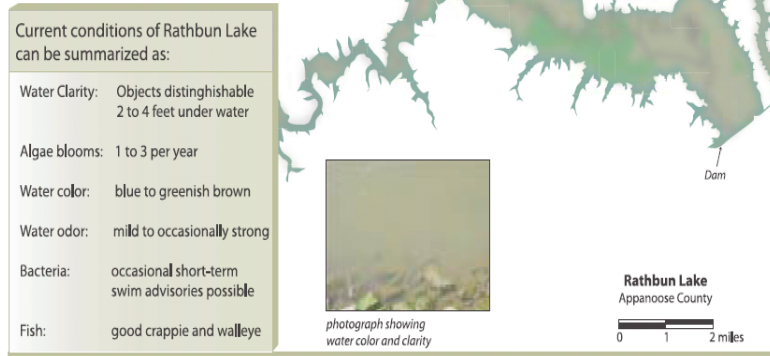 Current conditions of Rathbun Lake
can be summarized as:
Water Clarity: Objects distinghishable
2 to 4 feet under water
Algae blooms: 1 to 3 per year
Water color: blue to greenish brown
Water odor: mild to occasionally strong
Bacteria: occasional short-term
swim advisories possible
Fish: good crappie and walleye
photograph showing
water color and clarity
Dam
Rathbun Lake
Appanoose County
0 1 2 miles